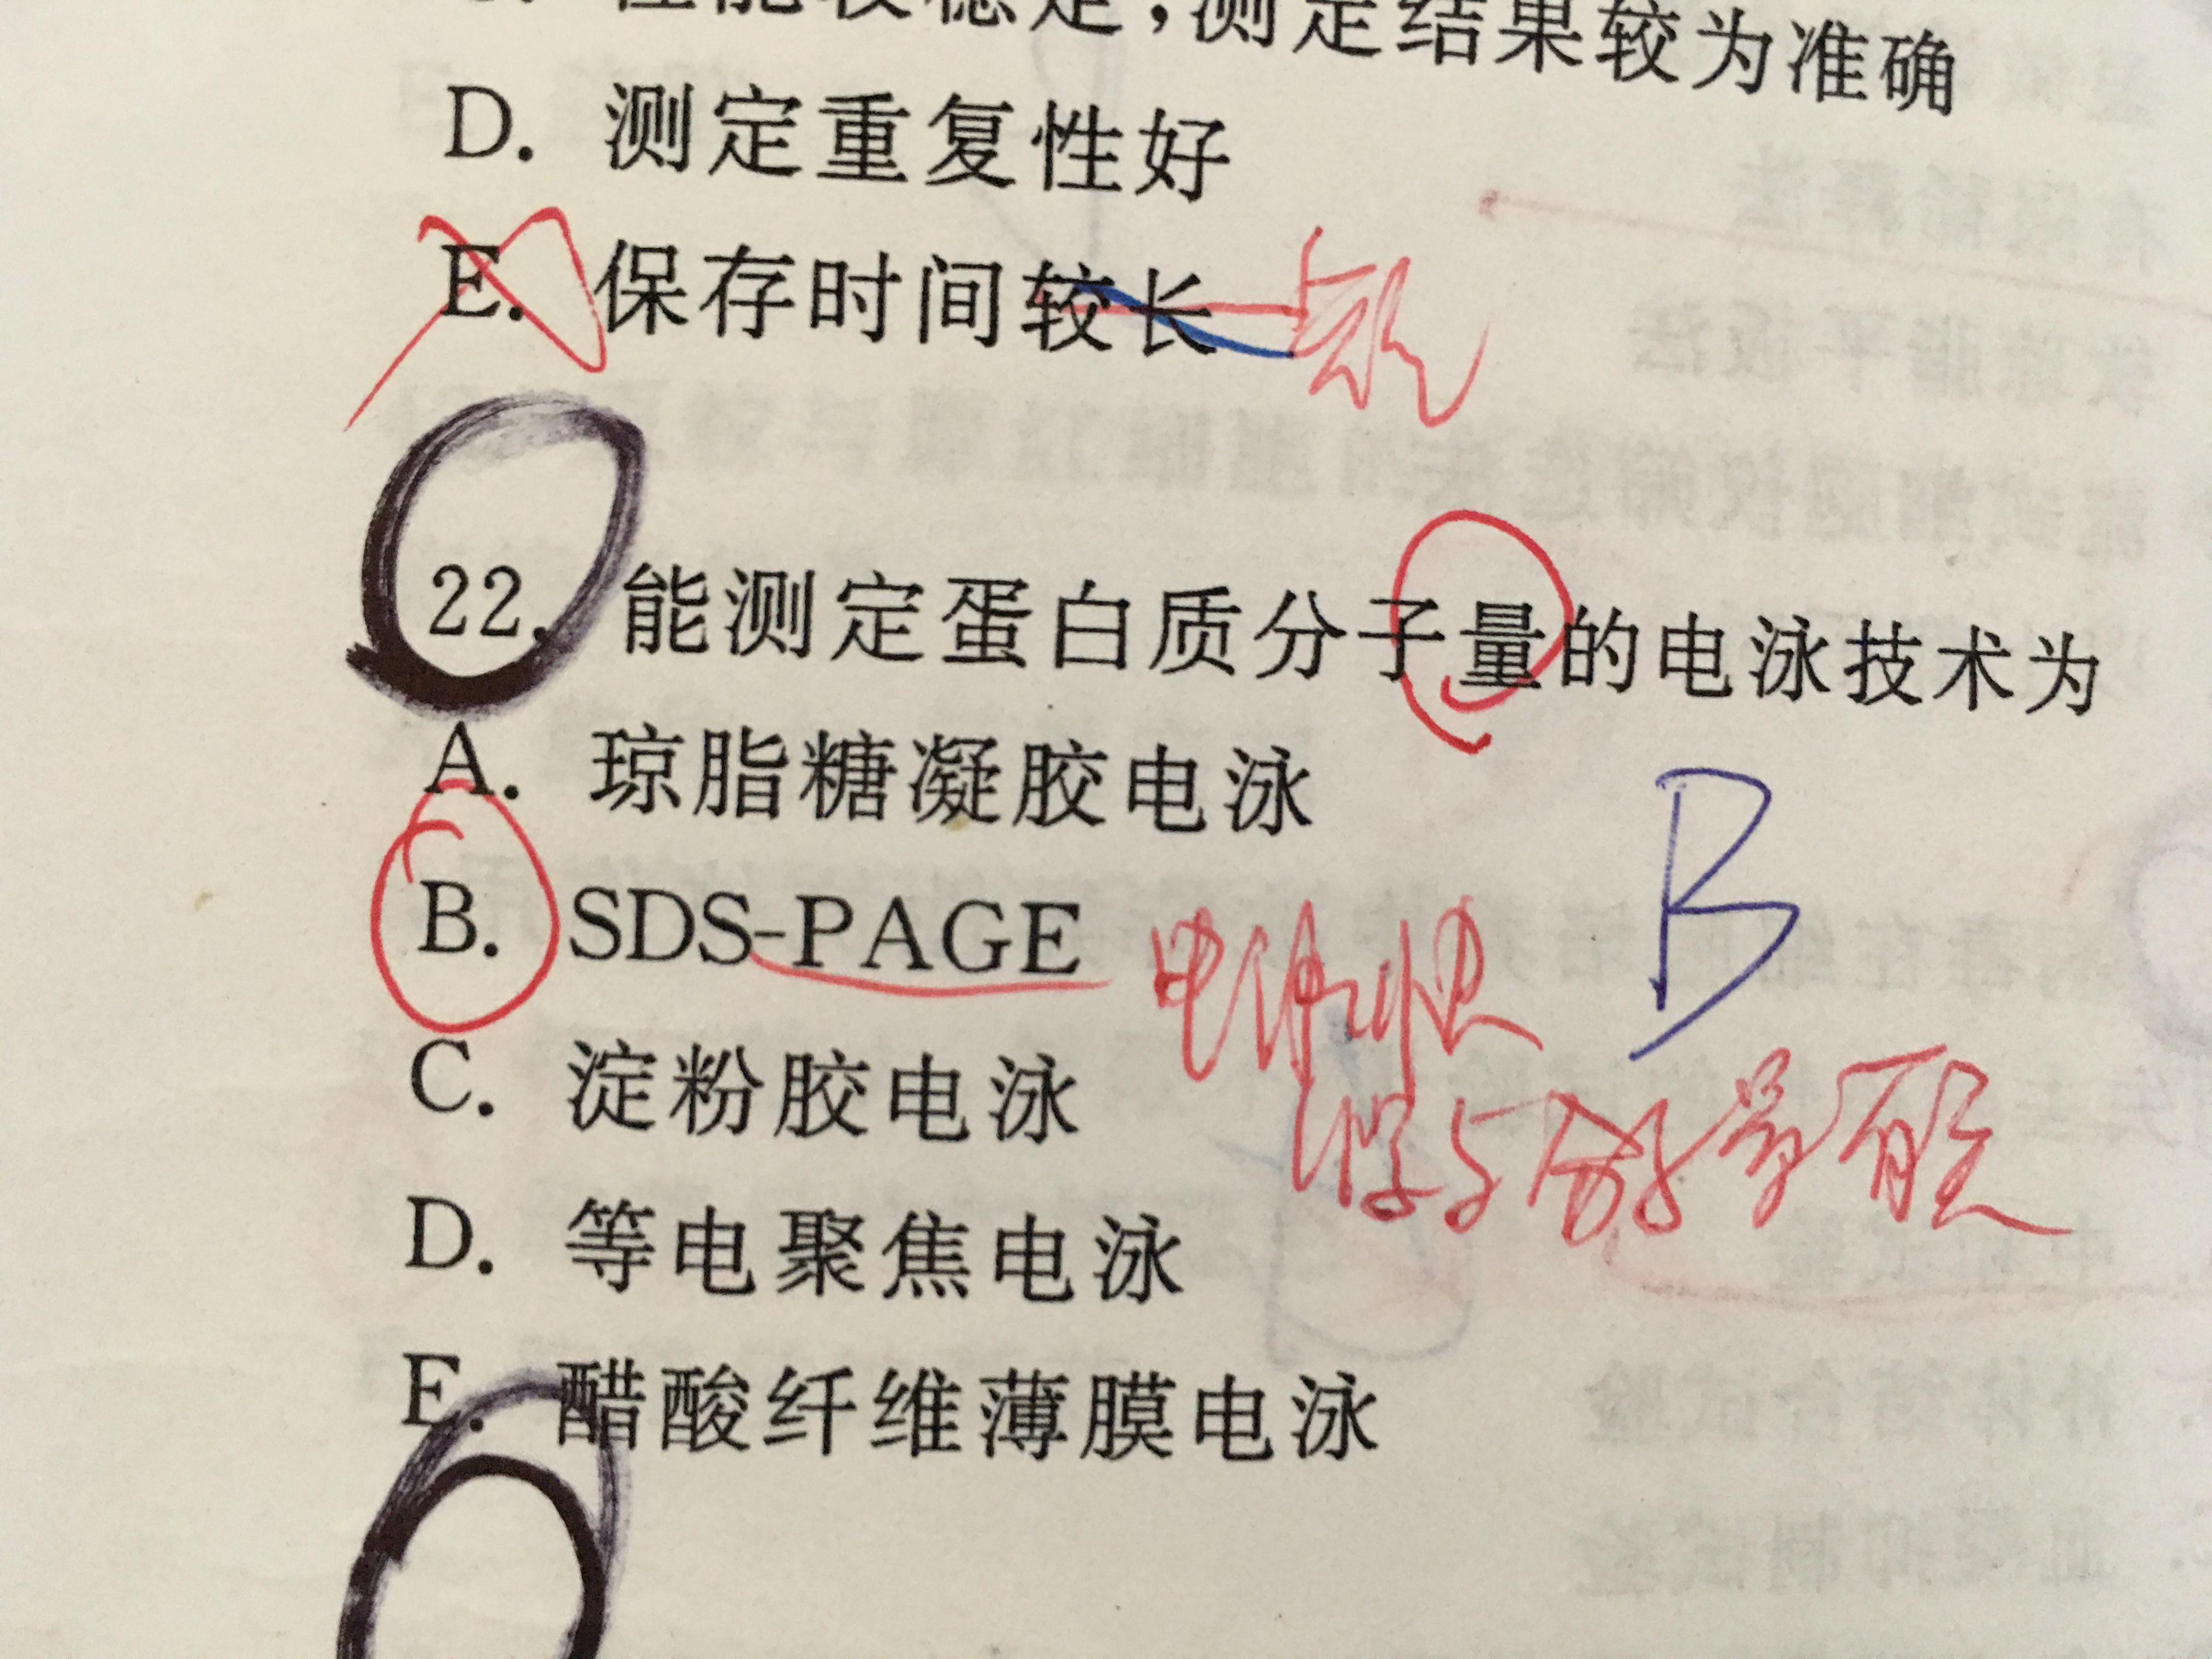 测定结果较为准确
D. 测定重复性好
E. 保存时间较长 短
22. 能测定蛋白质分子量的电泳技术为
A. 琼脂糖凝胶电泳
B. SDS-PAGE
B
C. 淀粉胶电泳
D. 等电聚焦电泳
E. 醋酸纤维薄膜电泳